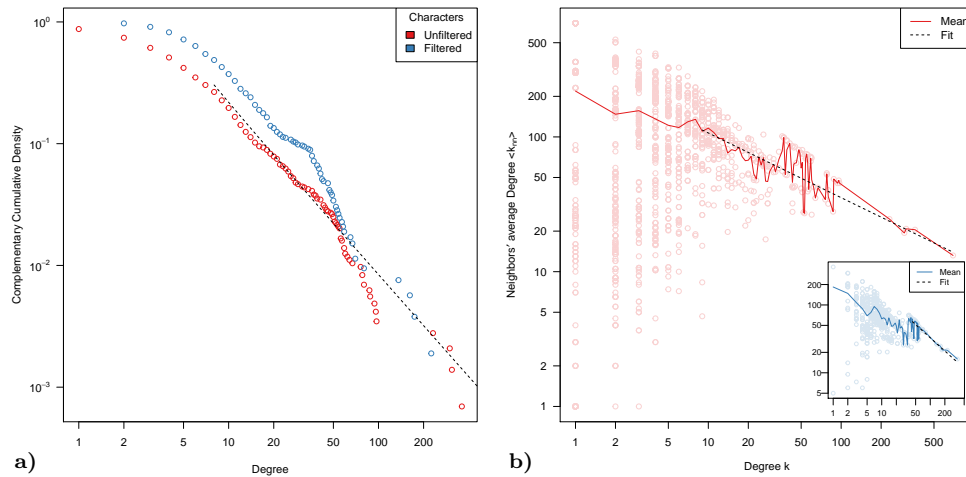 Complementary Cumulative Density
10⁰
10⁻¹
10⁻²
10⁻³
Characters
Unfiltered
Filtered
1 2 5 10 20 50 100 200
Degree
a)
Neighbors' average Degree <kₙₙ>
500
200
100
50
20
10
5
3
2
1
Mean
Fit
1 2 5 10 20 50 100 200 500
Degree k
b)
Mean
Fit
200
100
50
20
10
5
1 2 5 10 50 200